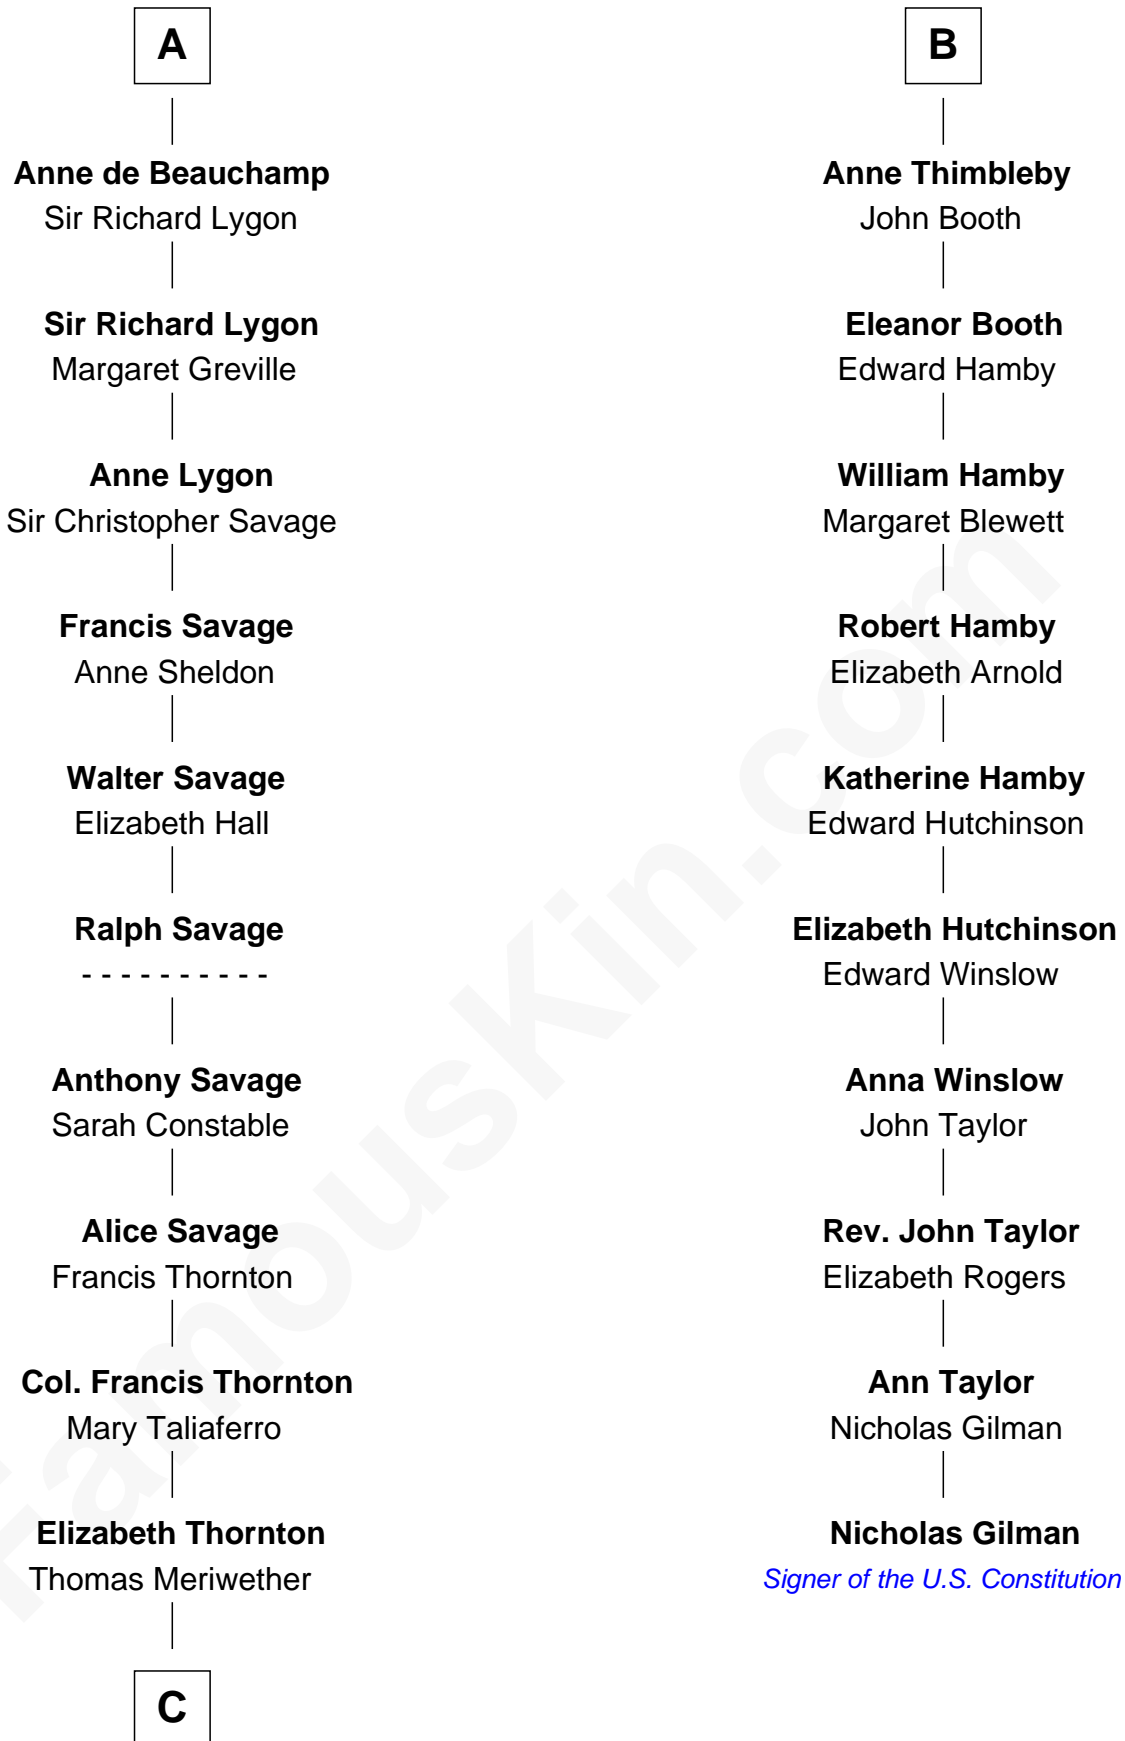 A
Anne de Beauchamp
Sir Richard Lygon
Sir Richard Lygon
Margaret Greville
Anne Lygon
Sir Christopher Savage
Francis Savage
Anne Sheldon
Walter Savage
Elizabeth Hall
Ralph Savage
- - - - - - - - - -
Anthony Savage
Sarah Constable
Alice Savage
Francis Thornton
Col. Francis Thornton
Mary Taliaferro
Elizabeth Thornton
Thomas Meriwether
C
B
Anne Thimbleby
John Booth
Eleanor Booth
Edward Hamby
William Hamby
Margaret Blewett
Robert Hamby
Elizabeth Arnold
Katherine Hamby
Edward Hutchinson
Elizabeth Hutchinson
Edward Winslow
Anna Winslow
John Taylor
Rev. John Taylor
Elizabeth Rogers
Ann Taylor
Nicholas Gilman
Nicholas Gilman
Signer of the U.S. Constitution
FamousKin.com